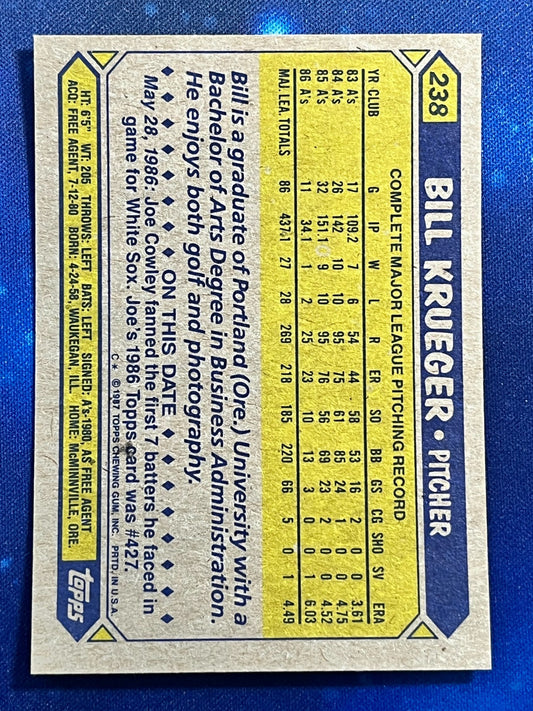 238 BILL KRUEGER • PITCHER
COMPLETE MAJOR LEAGUE PITCHING RECORD
YR CLUB G IP W L R ER SO BB GS CG SHO SV ERA
83 A's 17 109.2 7 6 54 44 58 53 16 2 0 0 3.61
84 A's 26 142 10 10 95 75 61 85 24 1 0 0 4.75
85 A's 32 151.1 9 10 95 76 56 69 23 2 0 0 4.52
86 A's 11 34.1 1 2 25 23 10 13 3 0 0 1 6.03
MAJ. LEA. TOTALS 86 437.1 27 28 269 218 185 220 66 5 0 1 4.49
Bill is a graduate of Portland (Ore.) University with a
Bachelor of Arts Degree in Business Administration.
He enjoys both golf and photography.
♦ ♦ ♦ ♦ ♦ ♦ ON THIS DATE ♦ ♦ ♦ ♦ ♦ ♦
May 28, 1986: Joe Cowley fanned the first 7 batters he faced in
game for White Sox. Joe's 1986 Topps card was #427.
C* ©1987 TOPPS CHEWING GUM, INC. PRTD. IN U.S.A.
HT: 6'5" WT: 205 THROWS: LEFT BATS: LEFT SIGNED: A's-1980, AS FREE AGENT
ACQ: FREE AGENT, 7-12-80 BORN: 4-24-58, WAUKEGAN, ILL. HOME: McMINNVILLE, ORE.
topps